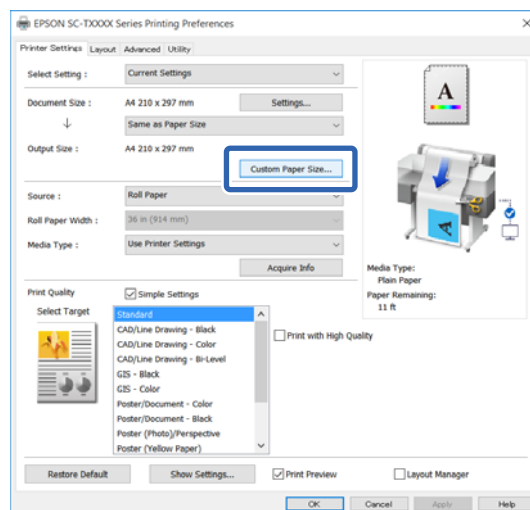 EPSON SC-TXXXX Series Printing Preferences
Printer Settings Layout Advanced Utility
Select Setting : Current Settings
Document Size : A4 210 x 297 mm Settings...
Same as Paper Size
Output Size : A4 210 x 297 mm
Custom Paper Size...
Source : Roll Paper
Roll Paper Width : 36 in (914 mm)
Media Type : Use Printer Settings
Acquire Info
A
A
Media Type:
Plain Paper
Paper Remaining:
11 ft
Print Quality Simple Settings
Select Target
Standard
CAD/Line Drawing - Black
CAD/Line Drawing - Color
CAD/Line Drawing - Bi-Level
GIS - Black
GIS - Color
Poster/Document - Color
Poster/Document - Black
Poster (Photo)/Perspective
Poster (Yellow Paper)
Print with High Quality
Restore Default Show Settings... Print Preview Layout Manager
OK Cancel Apply Help